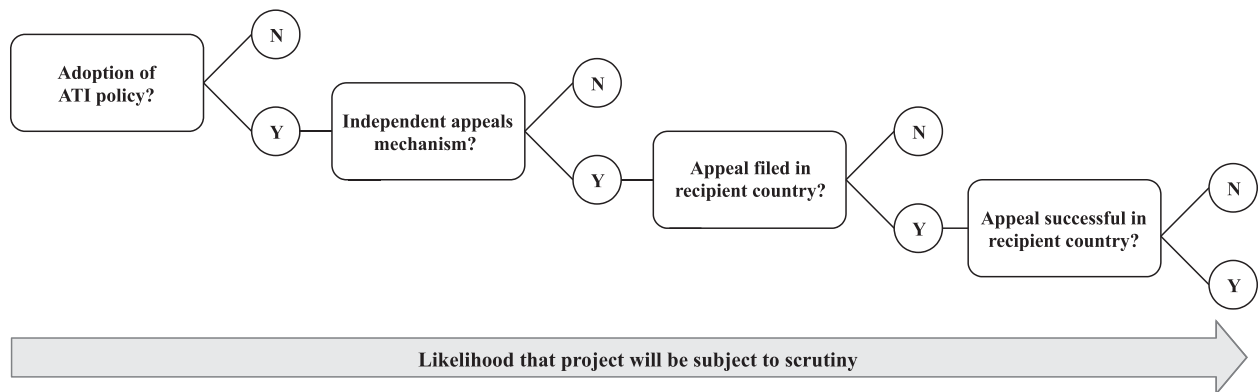 Adoption of
ATI policy?
N
Y
Independent appeals
mechanism?
N
Y
Appeal filed in
recipient country?
N
Y
Appeal successful in
recipient country?
N
Y
Likelihood that project will be subject to scrutiny